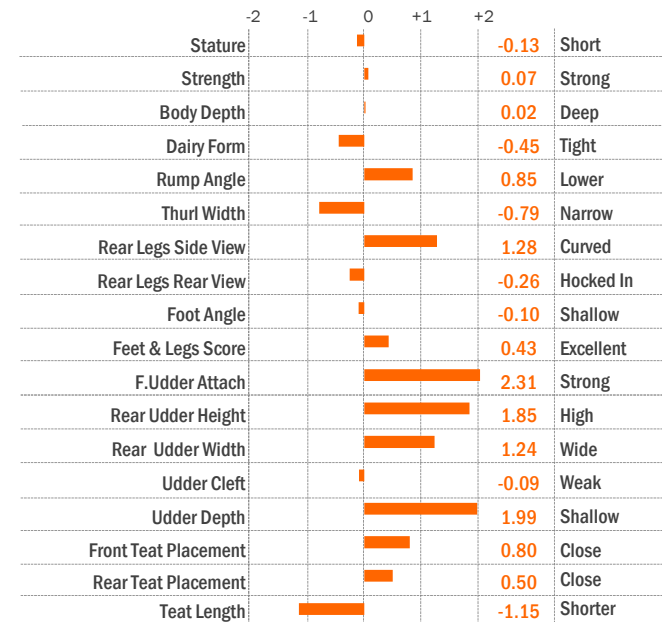 -2 -1 0 +1 +2
Stature -0.13 Short
Strength 0.07 Strong
Body Depth 0.02 Deep
Dairy Form -0.45 Tight
Rump Angle 0.85 Lower
Thurl Width -0.79 Narrow
Rear Legs Side View 1.28 Curved
Rear Legs Rear View -0.26 Hocked In
Foot Angle -0.10 Shallow
Feet & Legs Score 0.43 Excellent
F.Udder Attach 2.31 Strong
Rear Udder Height 1.85 High
Rear Udder Width 1.24 Wide
Udder Cleft -0.09 Weak
Udder Depth 1.99 Shallow
Front Teat Placement 0.80 Close
Rear Teat Placement 0.50 Close
Teat Length -1.15 Shorter